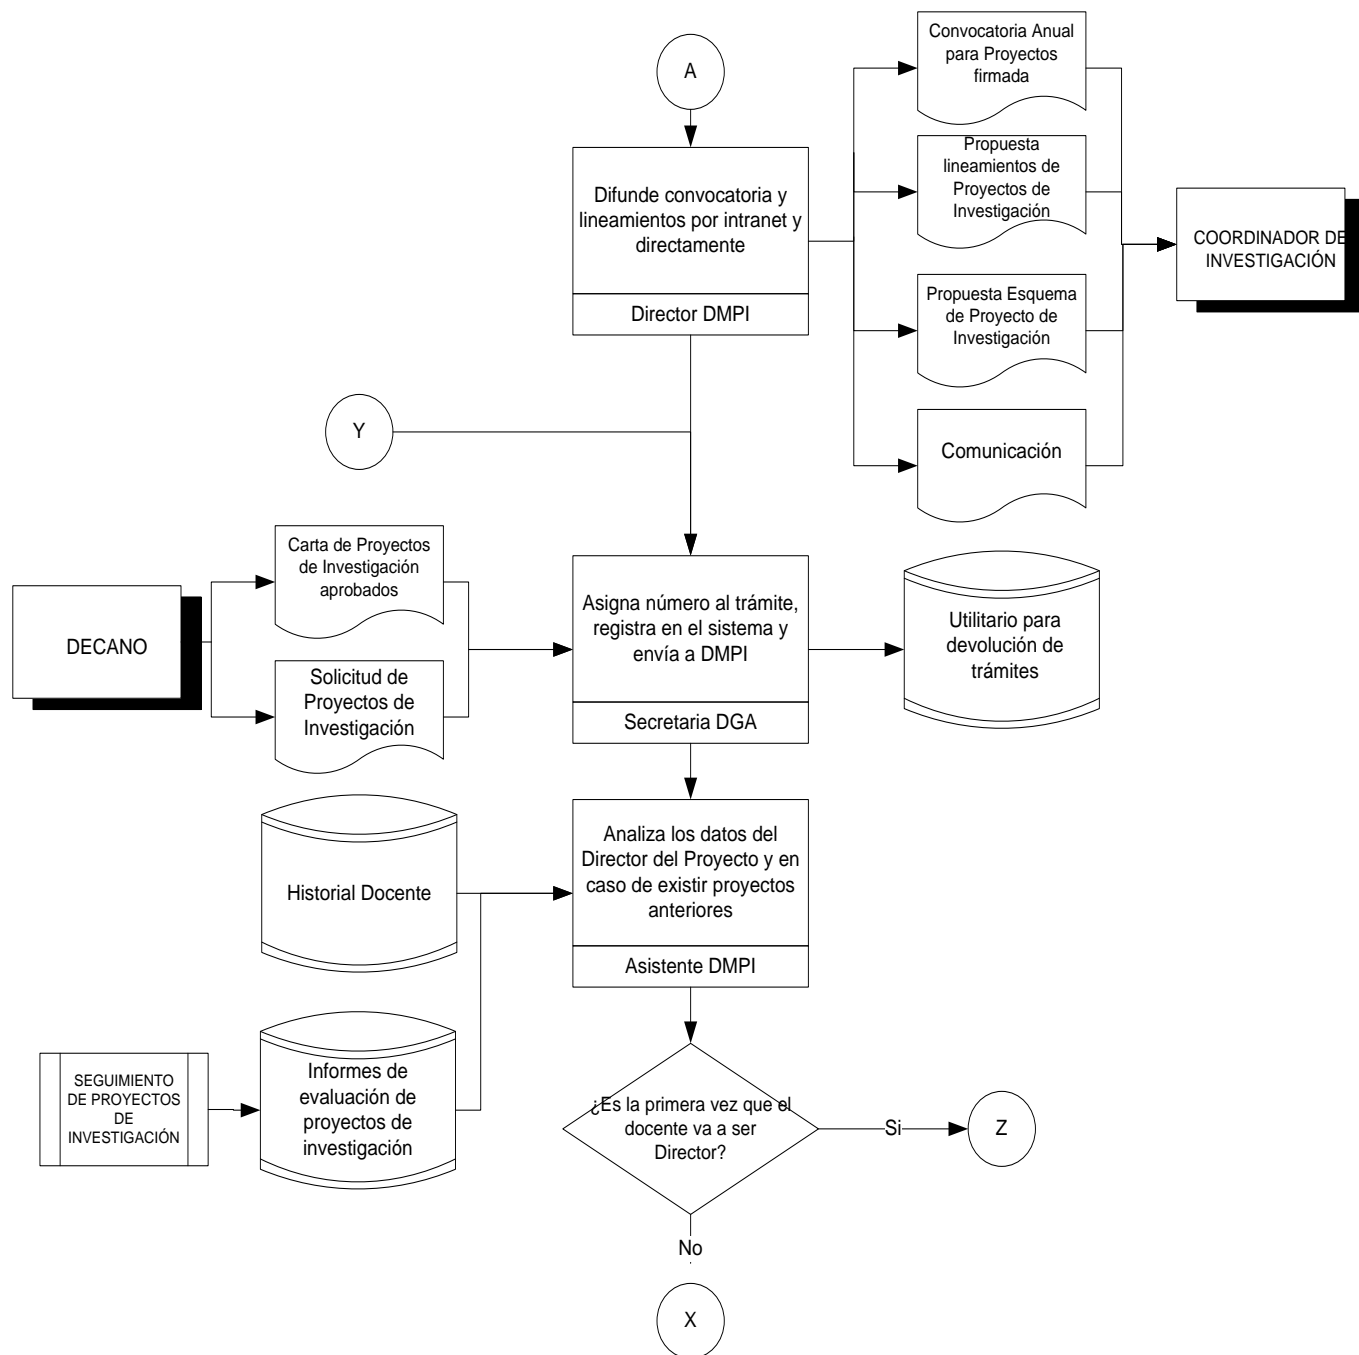 A
Convocatoria Anual
para Proyectos
firmada
Difunde convocatoria y
lineamientos por intranet y
directamente
Director DMPI
Propuesta
lineamientos de
Proyectos de
Investigación
COORDINADOR DE
INVESTIGACIÓN
Propuesta Esquema
de Proyecto de
Investigación
Comunicación
Y
Carta de Proyectos
de Investigación
aprobados
DECANO
Solicitud de
Proyectos de
Investigación
Asigna número al trámite,
registra en el sistema y
envía a DMPI
Secretaria DGA
Utilitario para
devolución de
trámites
Historial Docente
Analiza los datos del
Director del Proyecto y en
caso de existir proyectos
anteriores
Asistente DMPI
SEGUIMIENTO
DE PROYECTOS
DE
INVESTIGACIÓN
Informes de
evaluación de
proyectos de
investigación
¿Es la primera vez que el
docente va a ser
Director?
Si
Z
No
X